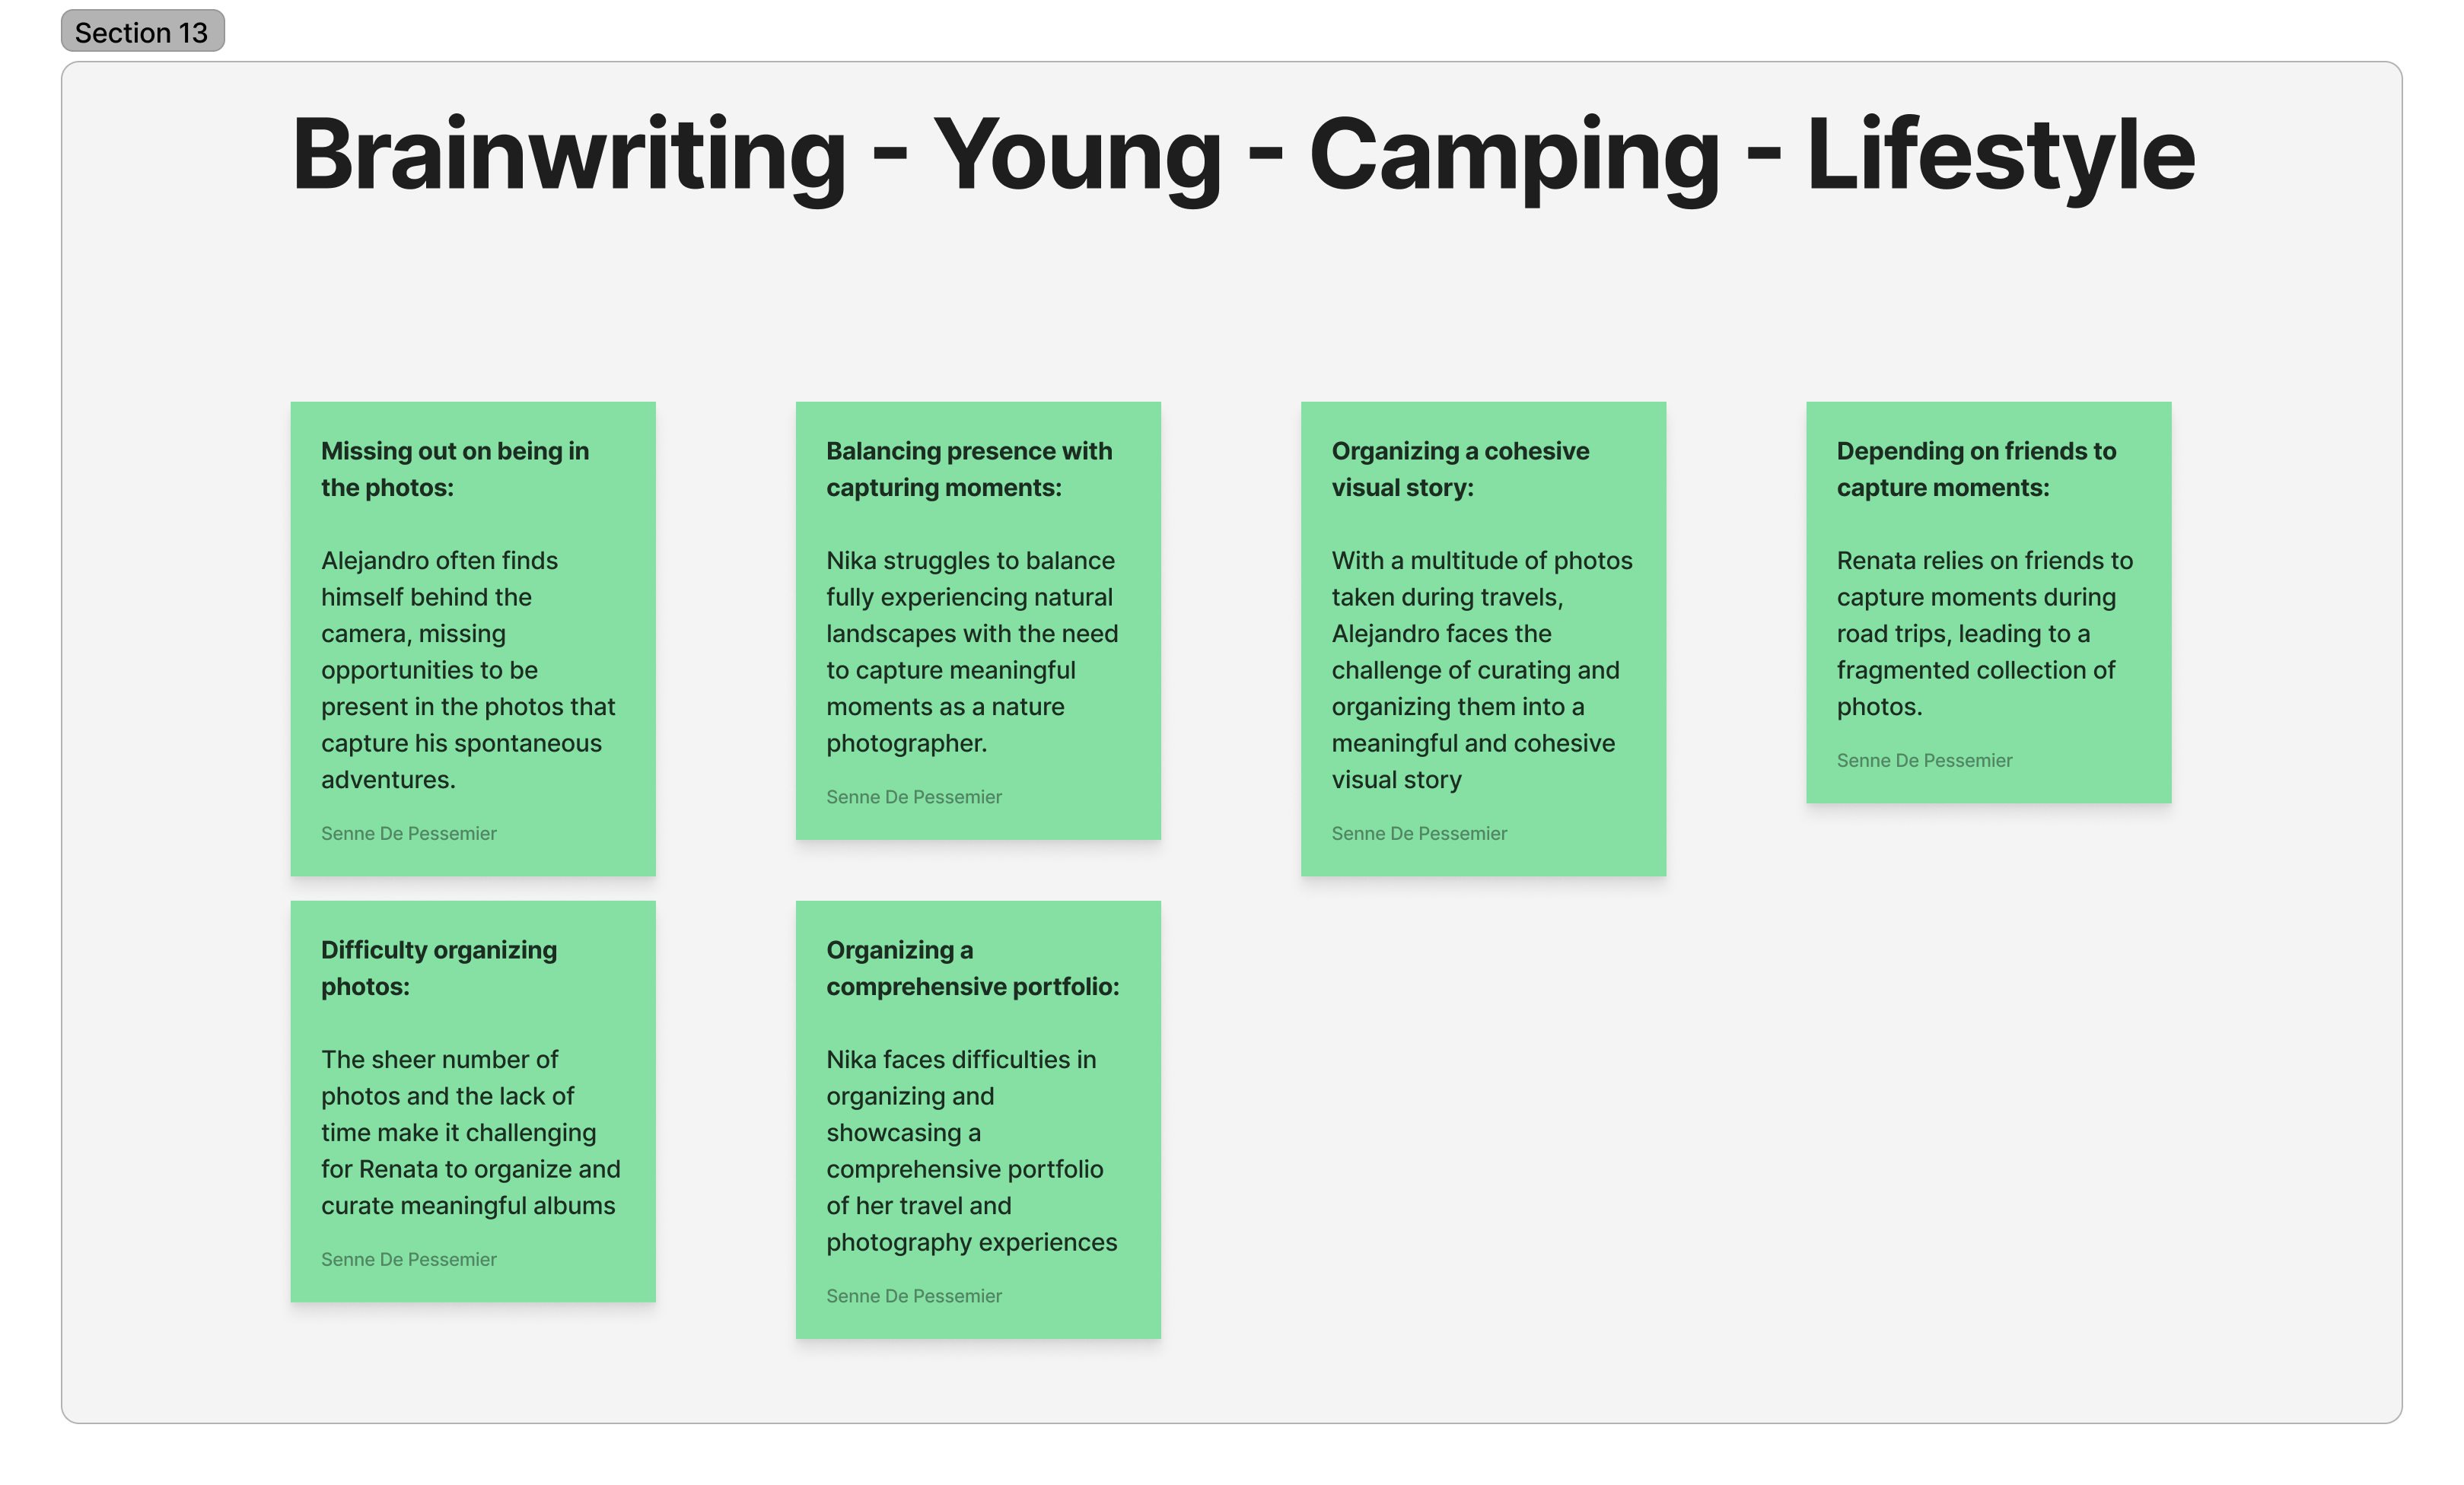 Section 13
Brainwriting - Young - Camping - Lifestyle
Missing out on being in
the photos:
Alejandro often finds
himself behind the
camera, missing
opportunities to be
present in the photos that
capture his spontaneous
adventures.
Senne De Pessemier
Balancing presence with
capturing moments:
Nika struggles to balance
fully experiencing natural
landscapes with the need
to capture meaningful
moments as a nature
photographer.
Senne De Pessemier
Organizing a cohesive
visual story:
With a multitude of photos
taken during travels,
Alejandro faces the
challenge of curating and
organizing them into a
meaningful and cohesive
visual story
Senne De Pessemier
Depending on friends to
capture moments:
Renata relies on friends to
capture moments during
road trips, leading to a
fragmented collection of
photos.
Senne De Pessemier
Difficulty organizing
photos:
The sheer number of
photos and the lack of
time make it challenging
for Renata to organize and
curate meaningful albums
Senne De Pessemier
Organizing a
comprehensive portfolio:
Nika faces difficulties in
organizing and
showcasing a
comprehensive portfolio
of her travel and
photography experiences
Senne De Pessemier